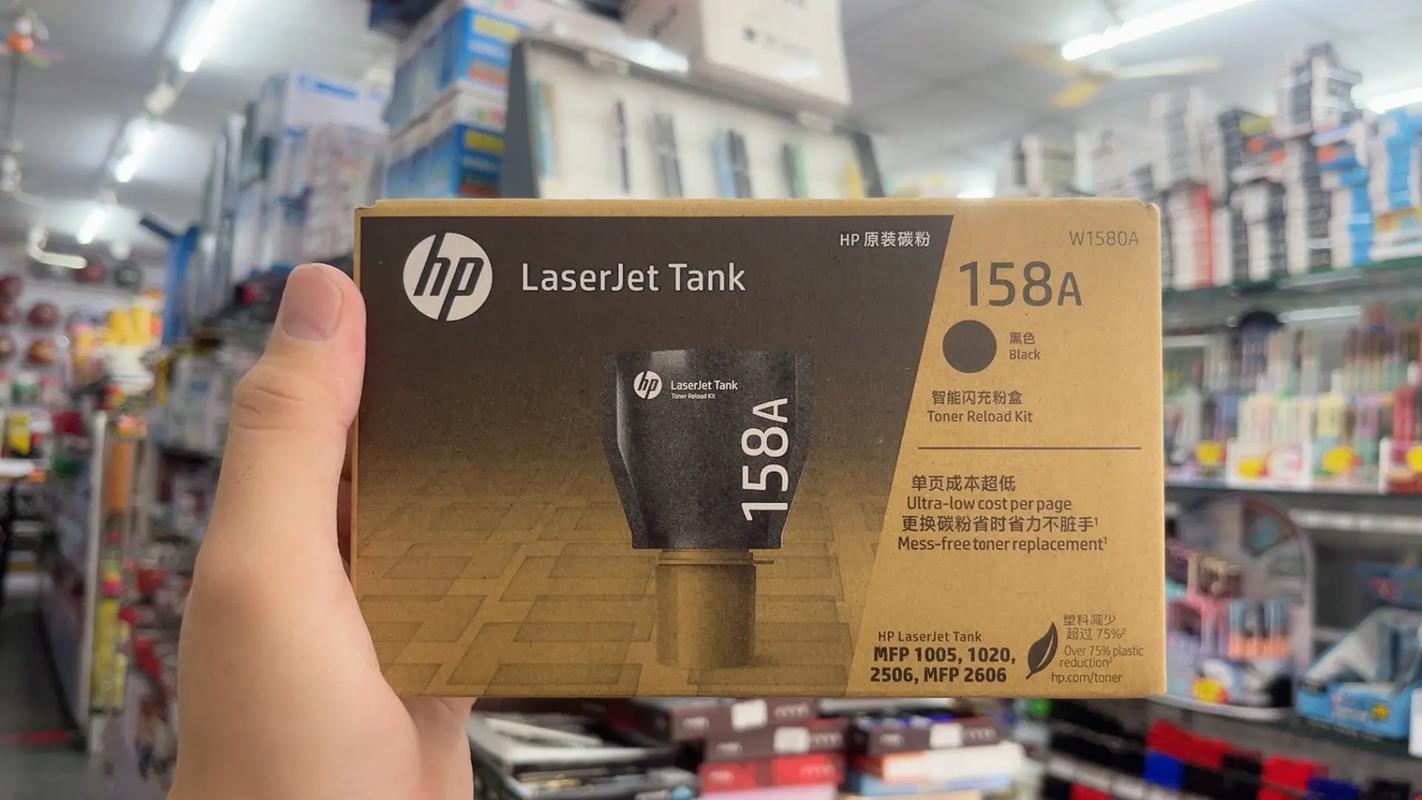 hp
LaserJet Tank
HP 原装碳粉
W1580A
158A
黑色
Black
智能闪充粉盒
Toner Reload Kit
单页成本超低
Ultra-low cost per page
更换碳粉省时省力不脏手¹
Mess-free toner replacement¹
HP LaserJet Tank
MFP 1005, 1020,
2506, MFP 2606
塑料减少
超过 75%²
Over 75% plastic
reduction²
hp.com/toner
hp
LaserJet Tank
Toner Reload Kit
158A